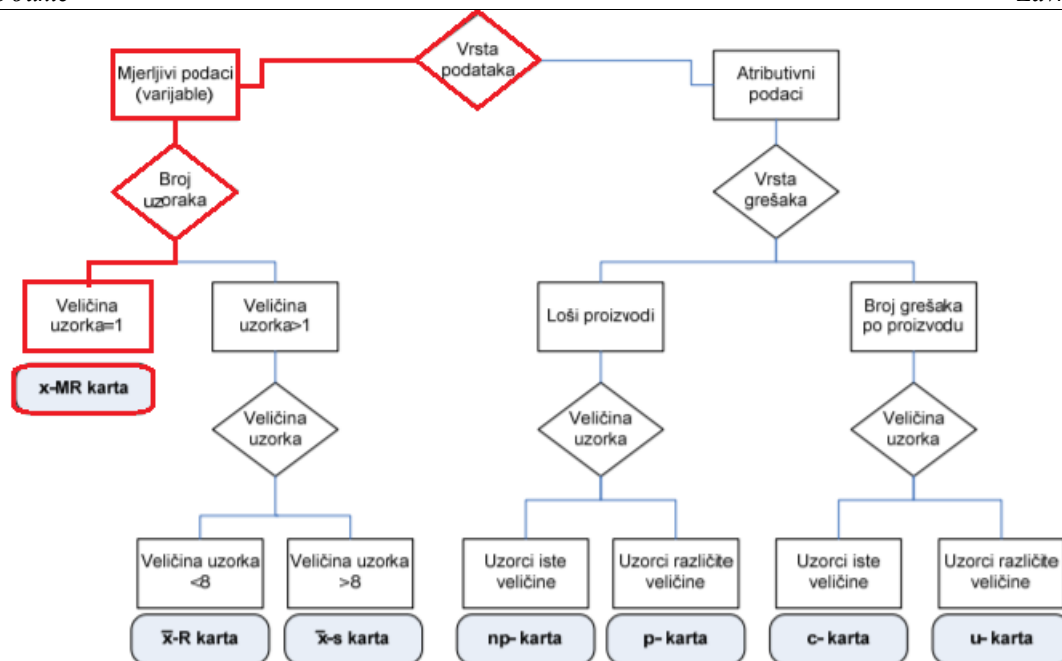 Vrsta
podataka
Mjerljivi podaci
(varijable)
Atributivni
podaci
Broj
uzoraka
Vrsta
grešaka
Veličina
uzorka=1
Veličina
uzorka>1
Loši proizvodi
Broj grešaka
po proizvodu
x-MR karta
Veličina
uzorka
Veličina
uzorka
Veličina
uzorka
Veličina uzorka
<8
Veličina uzorka
>8
Uzorci iste
veličine
Uzorci različite
veličine
Uzorci iste
veličine
Uzorci različite
veličine
x̅-R karta
x̅-s karta
np- karta
p- karta
c- karta
u- karta